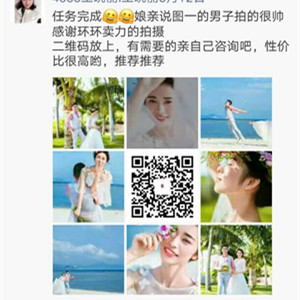 任务完成😊😊娘亲说图一的男子拍的很帅
感谢环环卖力的拍摄
二维码放上，有需要的亲自己咨询吧，性价
比很高哟，推荐推荐